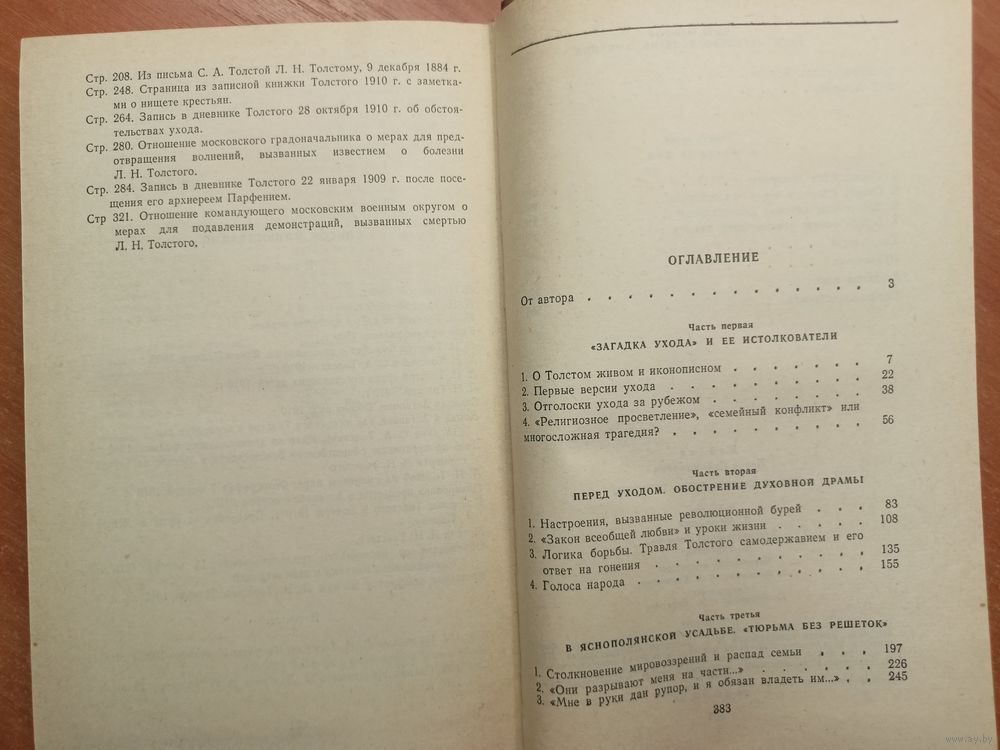 Стр. 208. Из письма С. А. Толстой Л. Н. Толстому, 9 декабря 1884 г.
Стр. 248. Страница из записной книжки Толстого 1910 г. с заметка-
ми о нищете крестьян.
Стр. 264. Запись в дневнике Толстого 28 октября 1910 г. об обстоя-
тельствах ухода.
Стр. 280. Отношение московского градоначальника о мерах для пред-
отвращения волнений, вызванных известием о болезни
Л. Н. Толстого.
Стр. 284. Запись в дневнике Толстого 22 января 1909 г. после посе-
щения его архиереем Парфением.
Стр 321. Отношение командующего московским военным округом о
мерах для подавления демонстраций, вызванных смертью
Л. Н. Толстого,
ОГЛАВЛЕНИЕ
От автора . . . . . . . . . . . . . . 3
Часть первая
«ЗАГАДКА УХОДА» И ЕЕ ИСТОЛКОВАТЕЛИ
1. О Толстом живом и иконописном . . . . . . . 7
2. Первые версии ухода . . . . . . . . . . 22
3. Отголоски ухода за рубежом . . . . . . . . 38
4. «Религиозное просветление», «семейный конфликт» или
многосложная трагедия? . . . . . . . . . . 56
Часть вторая
ПЕРЕД УХОДОМ. ОБОСТРЕНИЕ ДУХОВНОЙ ДРАМЫ
1. Настроения, вызванные революционной бурей . . . 83
2. «Закон всеобщей любви» и уроки жизни . . . . . 108
3. Логика борьбы. Травля Толстого самодержавием и его
ответ на гонения . . . . . . . . . . . 135
4. Голоса народа . . . . . . . . . . . . 155
Часть третья
В ЯСНОПОЛЯНСКОЙ УСАДЬБЕ. «ТЮРЬМА БЕЗ РЕШЕТОК»
1. Столкновение мировоззрений и распад семьи . . . 197
2. «Они разрывают меня на части...» . . . . . . 226
3. «Мне в руки дан рупор, и я обязан владеть им...» . . 245
383
www.ay.by